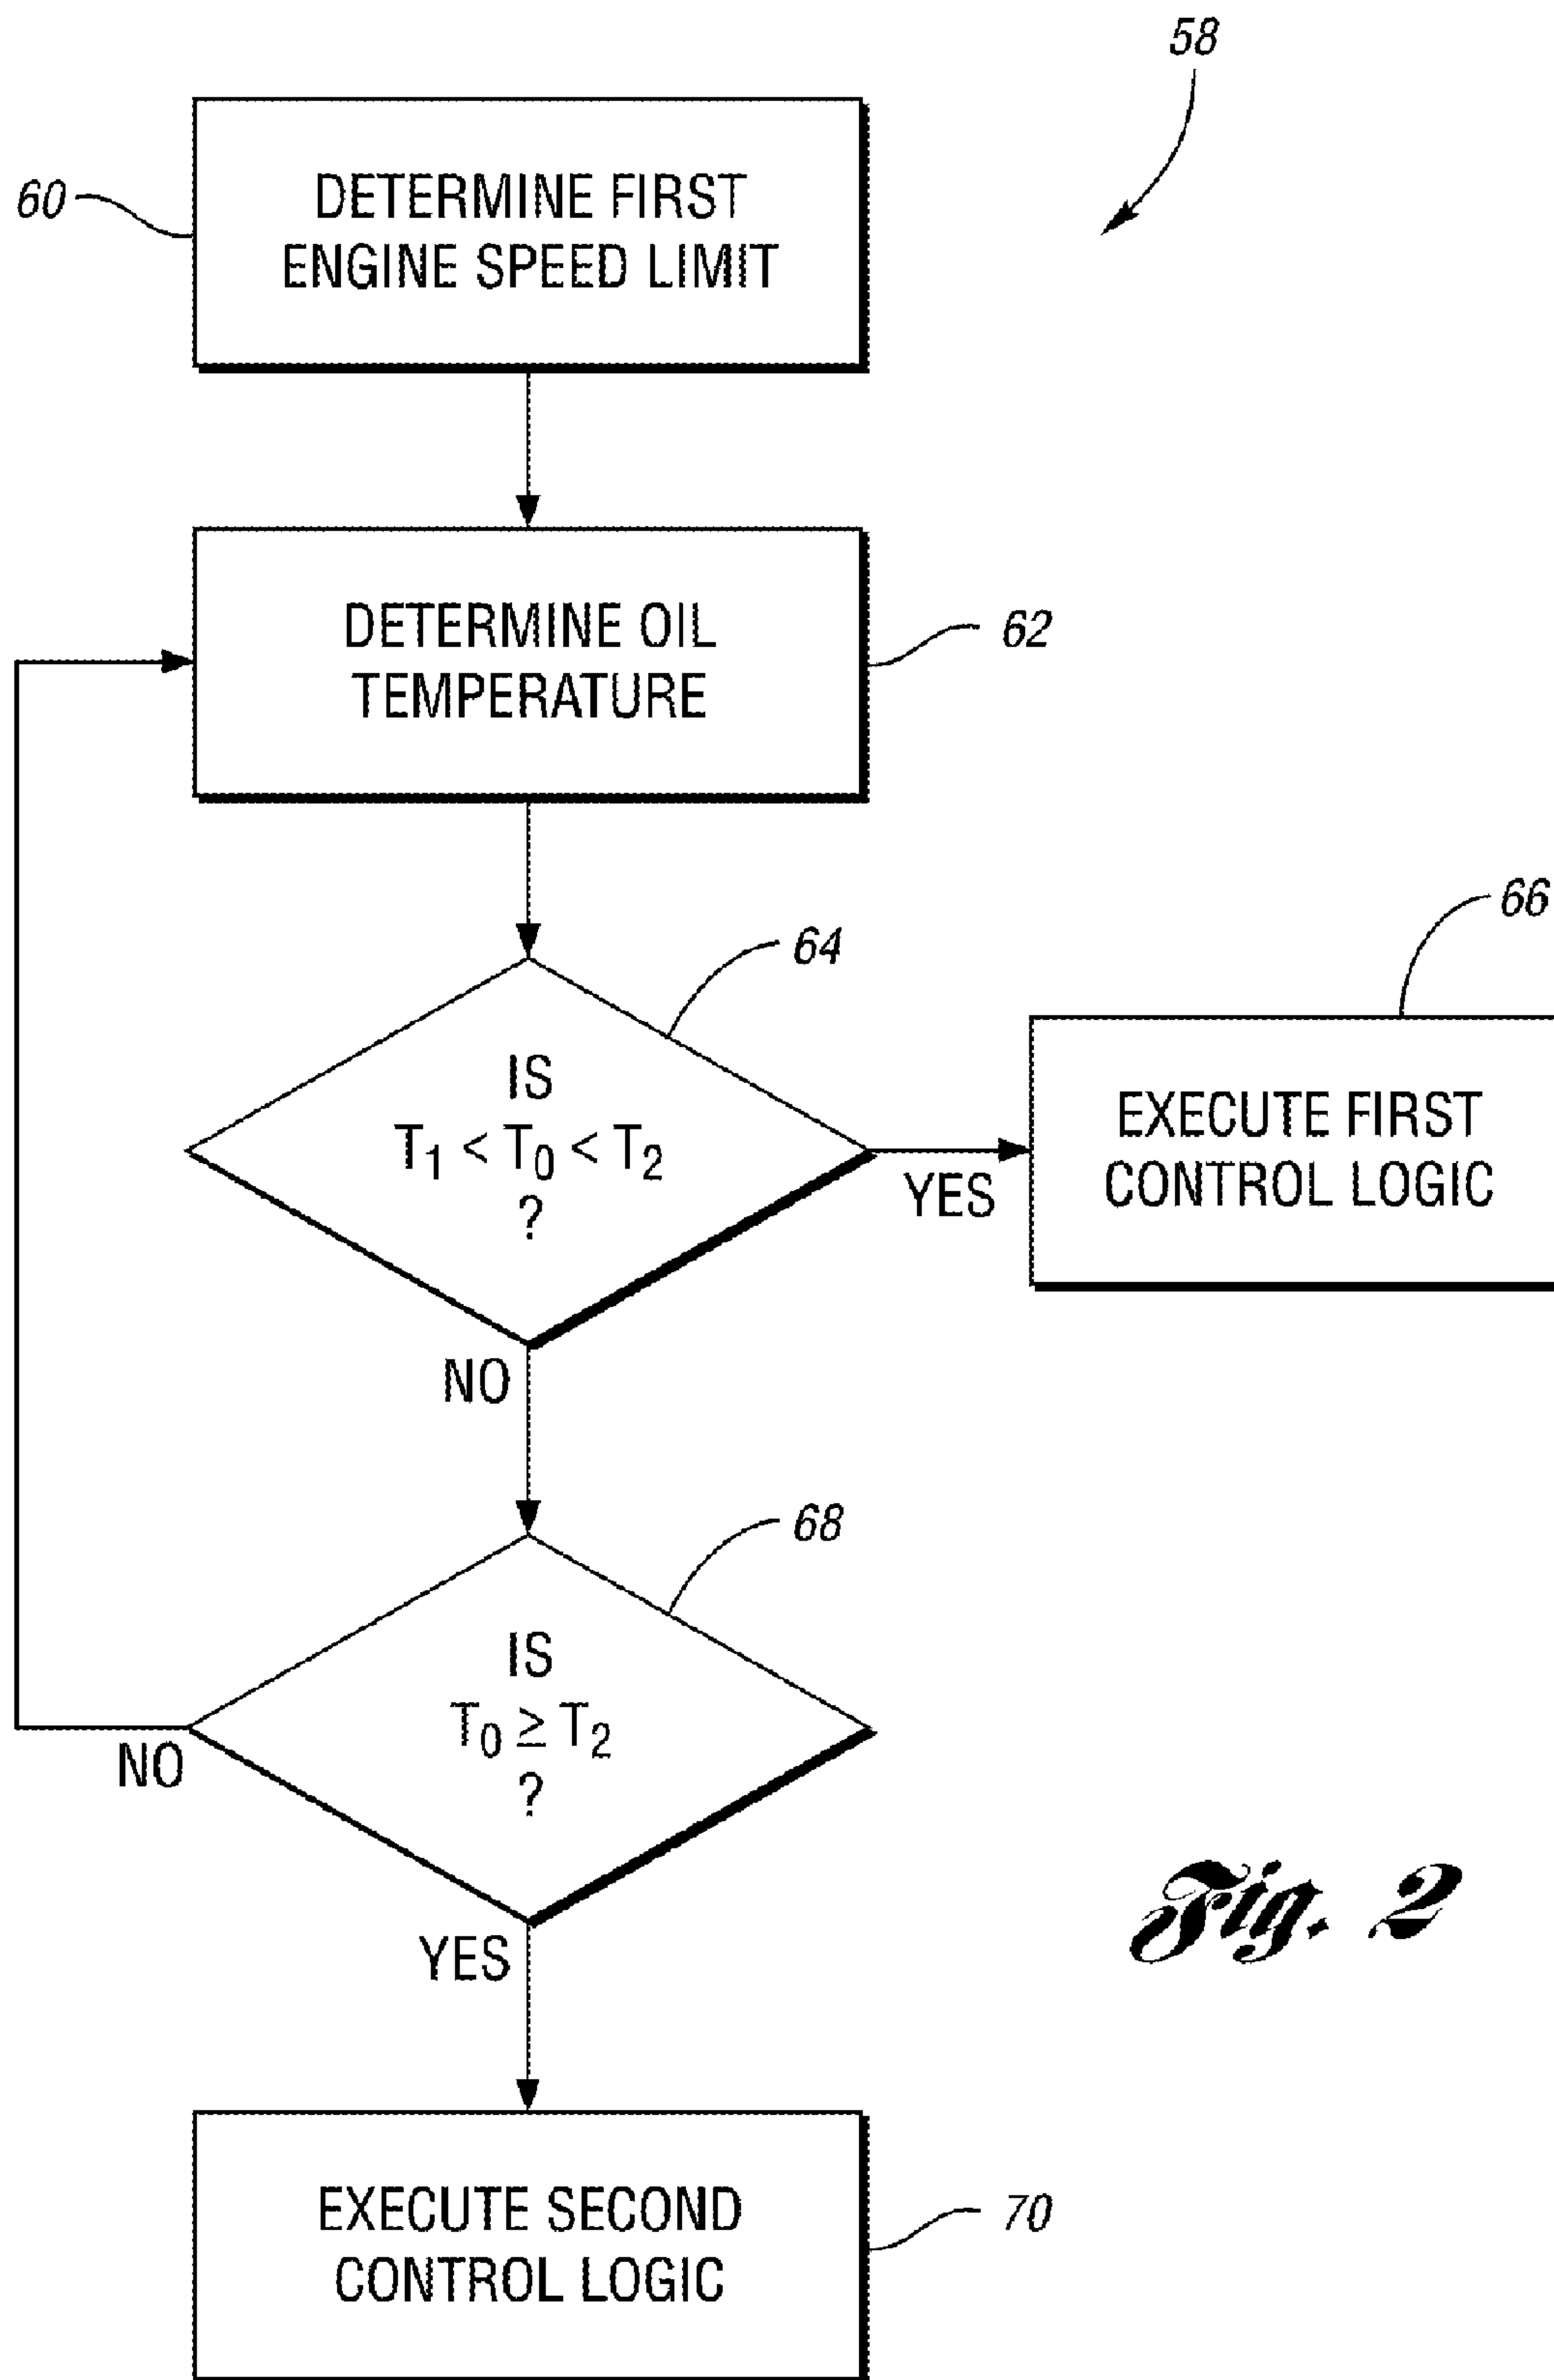 58
60
DETERMINE FIRST
ENGINE SPEED LIMIT
DETERMINE OIL
TEMPERATURE
62
64
IS
T₁ < T₀ < T₂
?
YES
66
EXECUTE FIRST
CONTROL LOGIC
NO
68
IS
T₀ ≥ T₂
?
NO
YES
Fig. 2
EXECUTE SECOND
CONTROL LOGIC
70